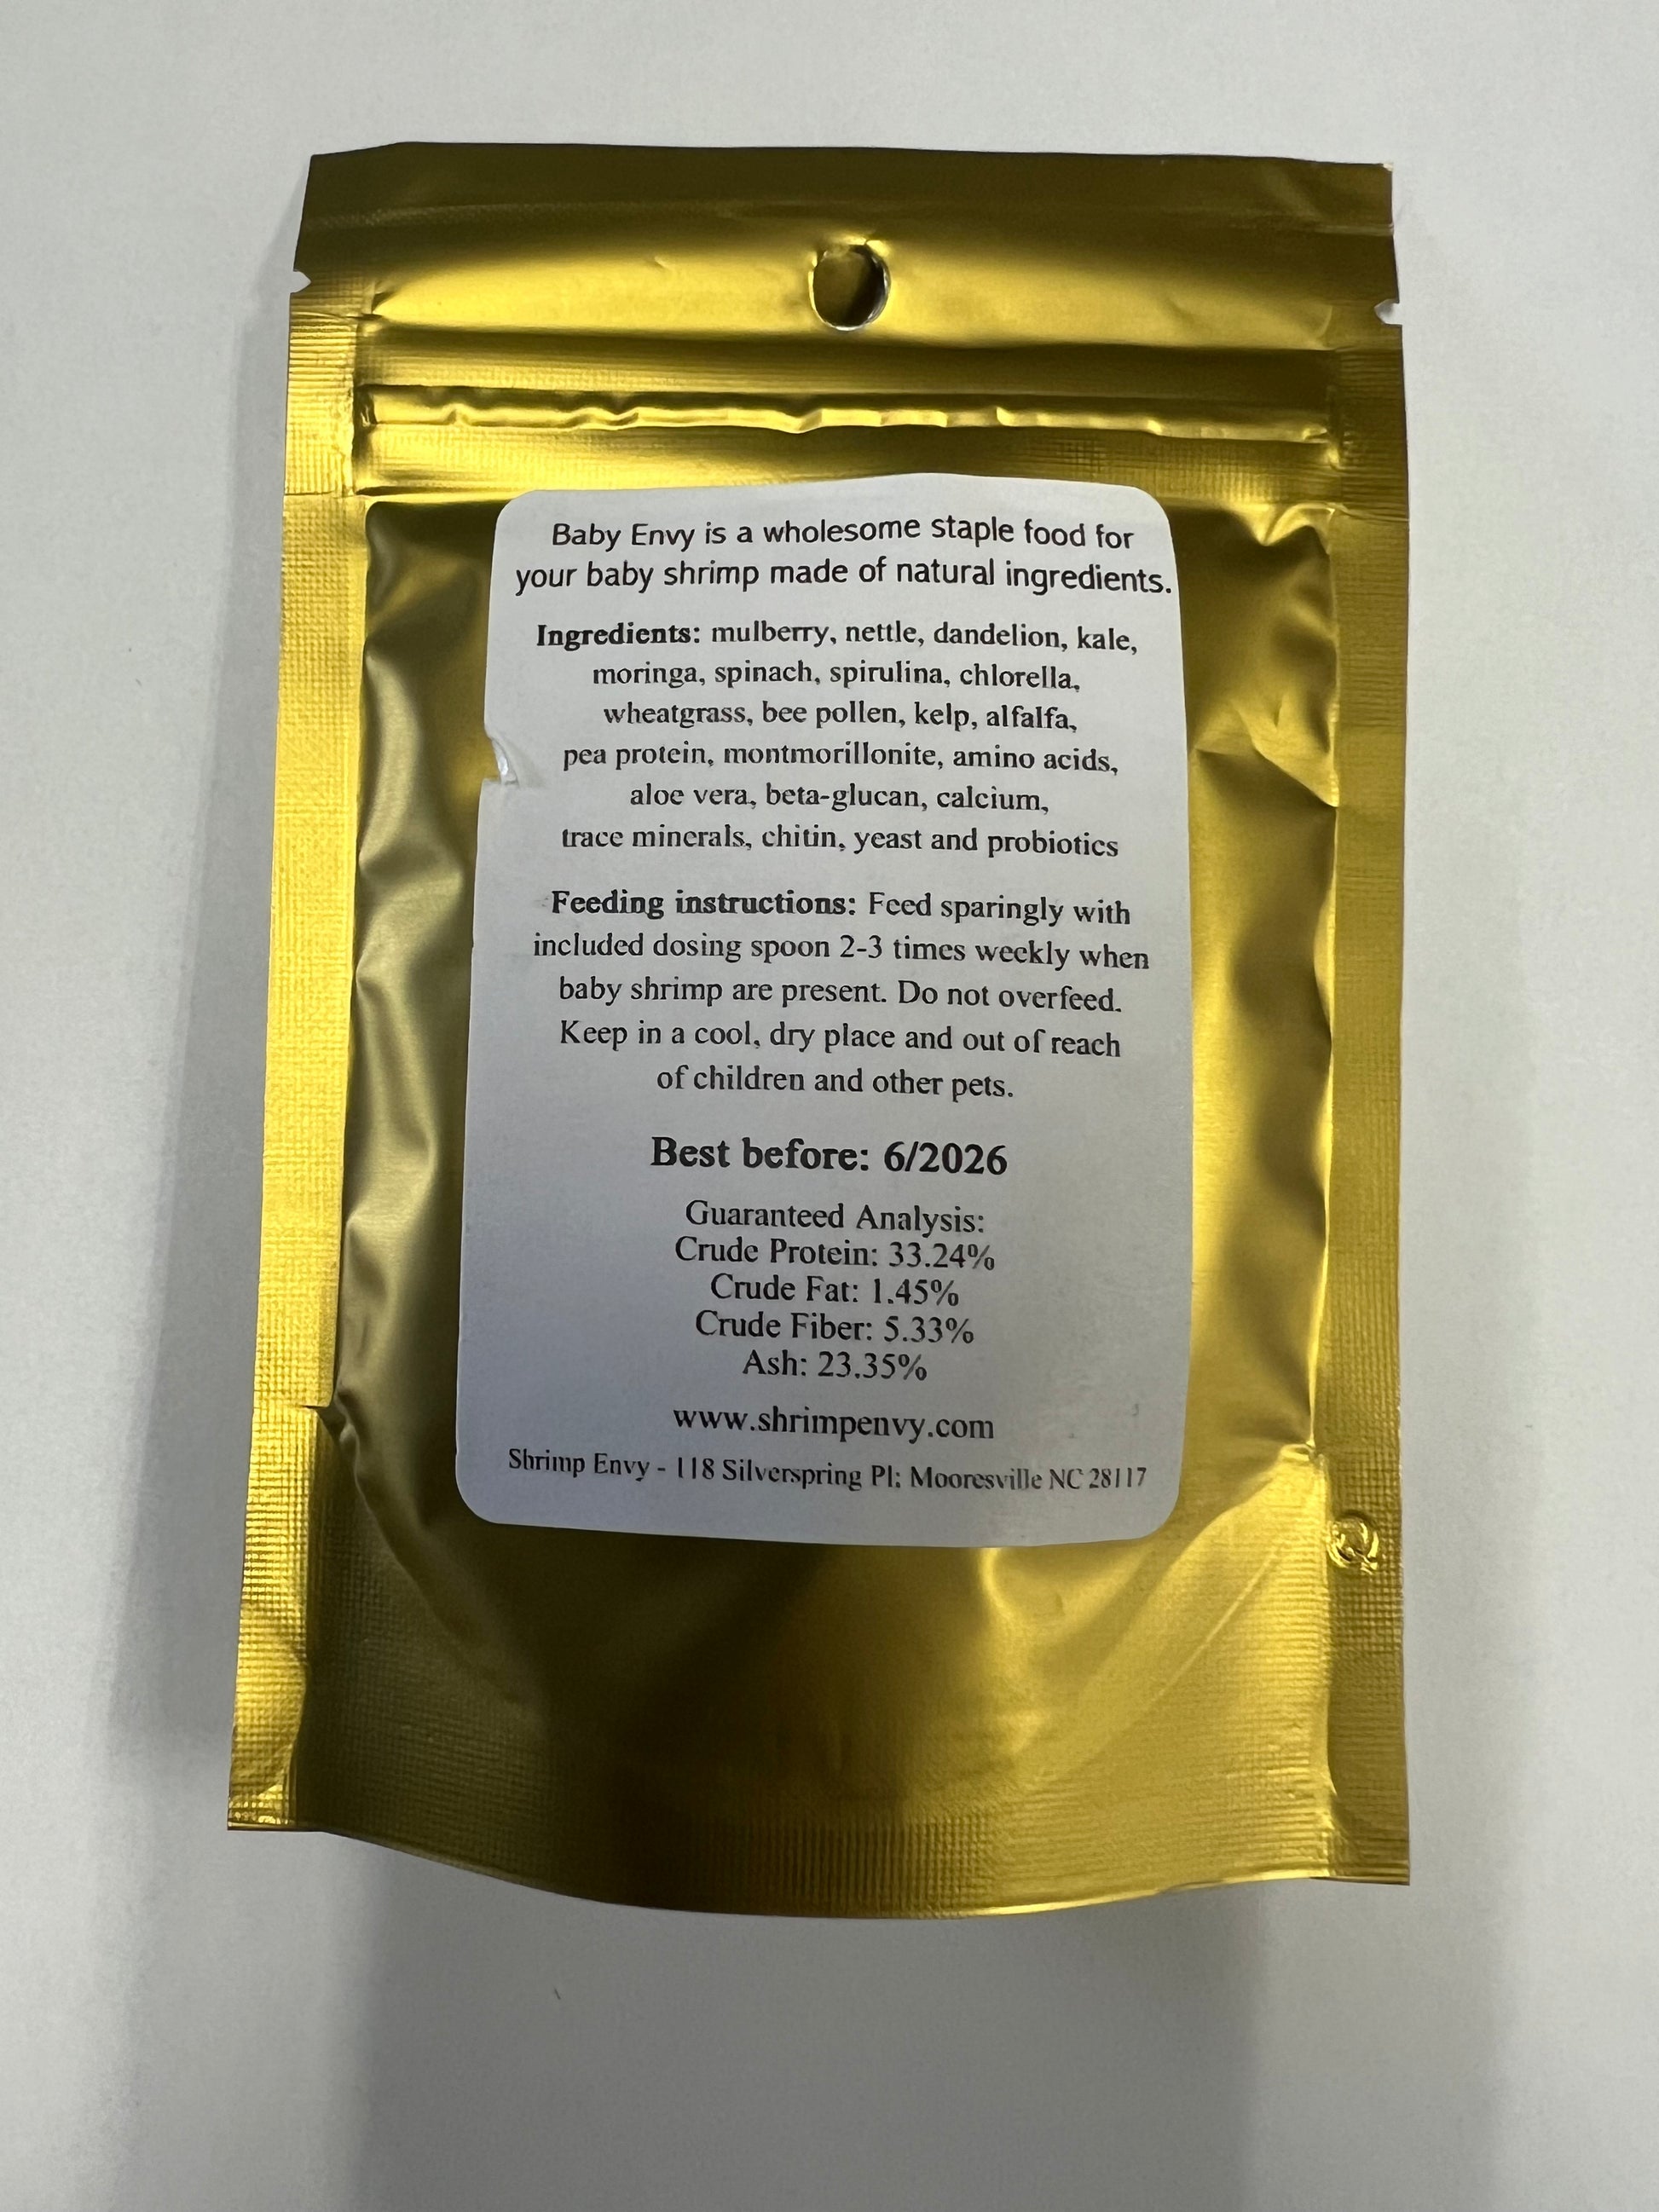 Baby Envy is a wholesome staple food for
your baby shrimp made of natural ingredients.
Ingredients: mulberry, nettle, dandelion, kale,
moringa, spinach, spirulina, chlorella,
wheatgrass, bee pollen, kelp, alfalfa,
pea protein, montmorillonite, amino acids,
aloe vera, beta-glucan, calcium,
trace minerals, chitin, yeast and probiotics
Feeding instructions: Feed sparingly with
included dosing spoon 2-3 times weekly when
baby shrimp are present. Do not overfeed.
Keep in a cool, dry place and out of reach
of children and other pets.
Best before: 6/2026
Guaranteed Analysis:
Crude Protein: 33.24%
Crude Fat: 1.45%
Crude Fiber: 5.33%
Ash: 23.35%
www.shrimpenvy.com
Shrimp Envy - 118 Silverspring Pl; Mooresville NC 28117
Q